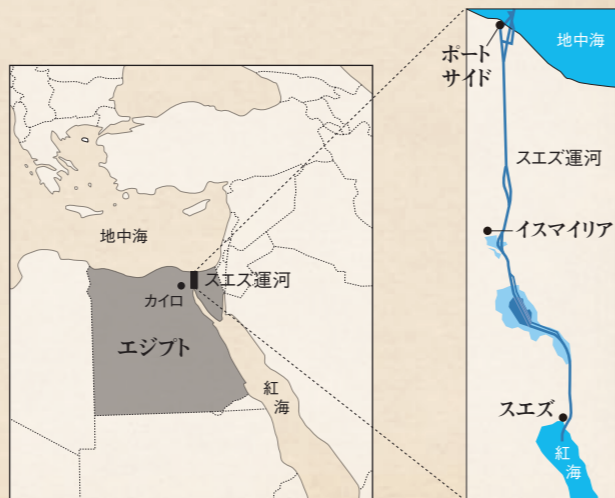 地中海
スエズ運河
カイロ
エジプト
紅
海
地中海
ポート
サイド
スエズ運河
イスマイリア
スエズ
紅
海